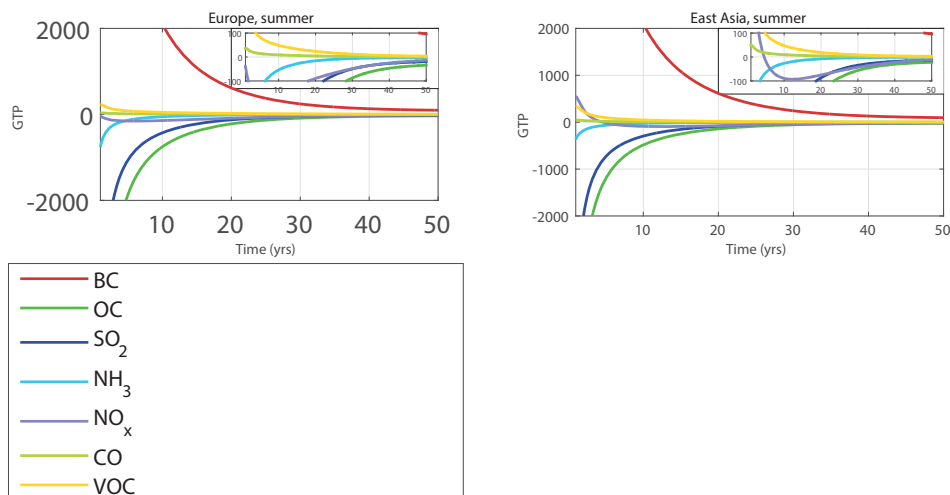 Europe, summer
2000
0
-2000
GTP
10 20 30 40 50
Time (yrs)
100
0
-100
10 20 30 40 50
East Asia, summer
2000
1000
0
-1000
-2000
GTP
10 20 30 40 50
Time (yrs)
100
0
-100
10 20 30 40 50
BC
OC
SO2
NH3
NOx
CO
VOC